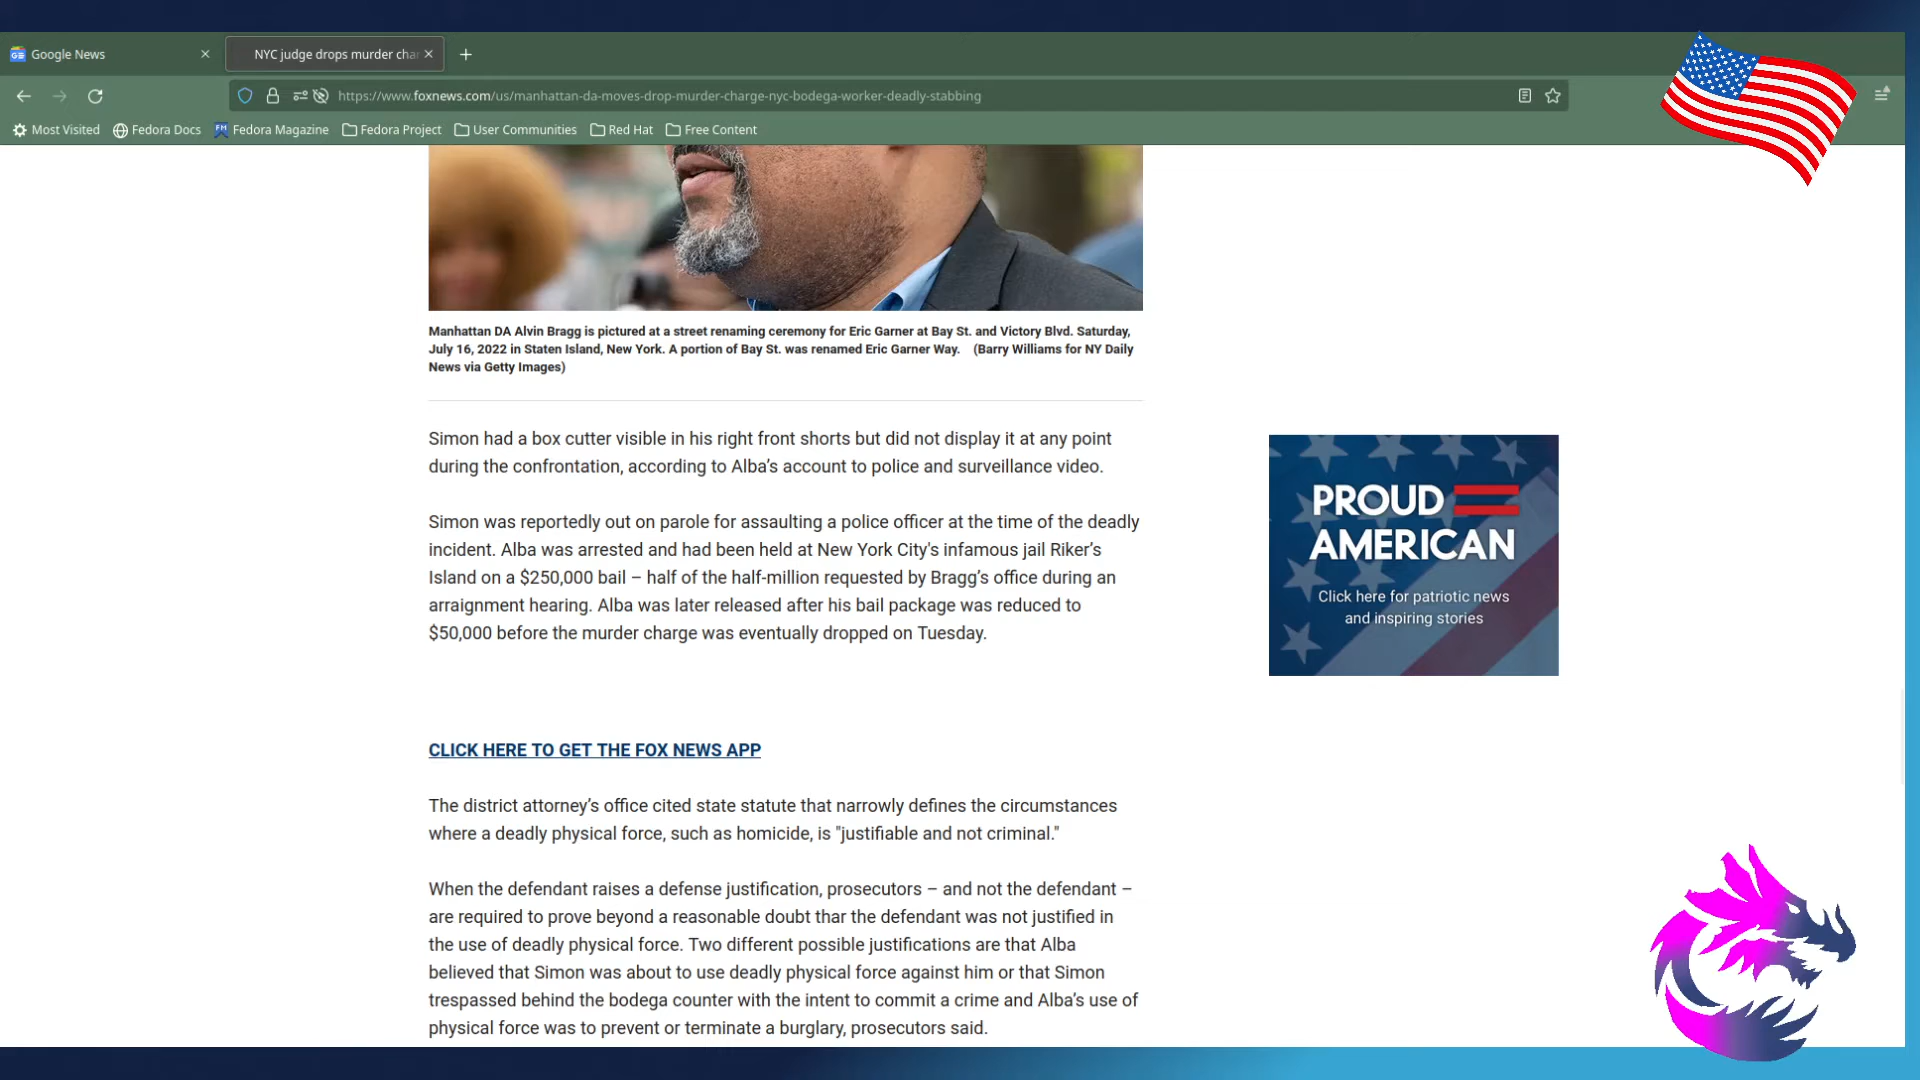 Google News
NYC judge drops murder cha
https://www.foxnews.com/us/manhattan-da-moves-drop-murder-charge-nyc-bodega-worker-deadly-stabbing
Most Visited Fedora Docs Fedora Magazine Fedora Project User Communities Red Hat Free Content
Manhattan DA Alvin Bragg is pictured at a street renaming ceremony for Eric Garner at Bay St. and Victory Blvd. Saturday,
July 16, 2022 in Staten Island, New York. A portion of Bay St. was renamed Eric Garner Way. (Barry Williams for NY Daily
News via Getty Images)
Simon had a box cutter visible in his right front shorts but did not display it at any point
during the confrontation, according to Alba's account to police and surveillance video.
Simon was reportedly out on parole for assaulting a police officer at the time of the deadly
incident. Alba was arrested and had been held at New York City's infamous jail Riker's
Island on a $250,000 bail – half of the half-million requested by Bragg's office during an
arraignment hearing. Alba was later released after his bail package was reduced to
$50,000 before the murder charge was eventually dropped on Tuesday.
PROUD
AMERICAN
Click here for patriotic news
and inspiring stories
CLICK HERE TO GET THE FOX NEWS APP
The district attorney's office cited state statute that narrowly defines the circumstances
where a deadly physical force, such as homicide, is "justifiable and not criminal."
When the defendant raises a defense justification, prosecutors – and not the defendant –
are required to prove beyond a reasonable doubt thar the defendant was not justified in
the use of deadly physical force. Two different possible justifications are that Alba
believed that Simon was about to use deadly physical force against him or that Simon
trespassed behind the bodega counter with the intent to commit a crime and Alba's use of
physical force was to prevent or terminate a burglary, prosecutors said.